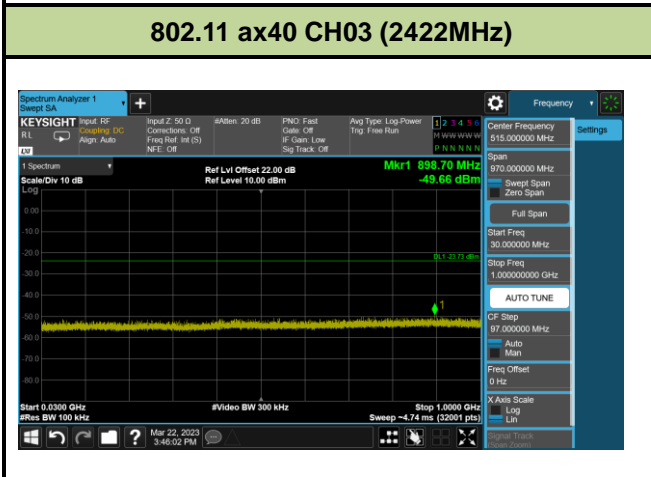 802.11 ax40 CH03 (2422MHz)
Spectrum Analyzer 1
Swept SA
Frequency
KEYSIGHT
RL
Input: RF
Coupling: DC
Align: Auto
Input Z: 50 Ω
Corrections: Off
Freq Ref: Int (S)
NFE: Off
#Atten: 20 dB
PNO: Fast
Gate: Off
IF Gain: Low
Sig Track: Off
Avg Type: Log-Power
Trig: Free Run
1 2 3 4 5 6
M W W W W W
P N N N N N
Center Frequency
515.000000 MHz
Settings
1 Spectrum
Scale/Div 10 dB
Log
Ref Lvl Offset 22.00 dB
Ref Level 10.00 dBm
Mkr1 898.70 MHz
-49.66 dBm
Span
970.000000 MHz
Swept Span
Zero Span
Full Span
Start Freq
30.000000 MHz
Stop Freq
1.000000000 GHz
AUTO TUNE
CF Step
97.000000 MHz
Auto
Man
Freq Offset
0 Hz
X Axis Scale
Log
Lin
Signal Track
(Span Zoom)
0.00
-10.0
-20.0
DL1 -23.73 dBm
-30.0
-40.0
1
-50.0
-60.0
-70.0
-80.0
Start 0.0300 GHz
#Res BW 100 kHz
#Video BW 300 kHz
Stop 1.0000 GHz
Sweep ~4.74 ms (32001 pts)
?
Mar 22, 2023
3:46:02 PM